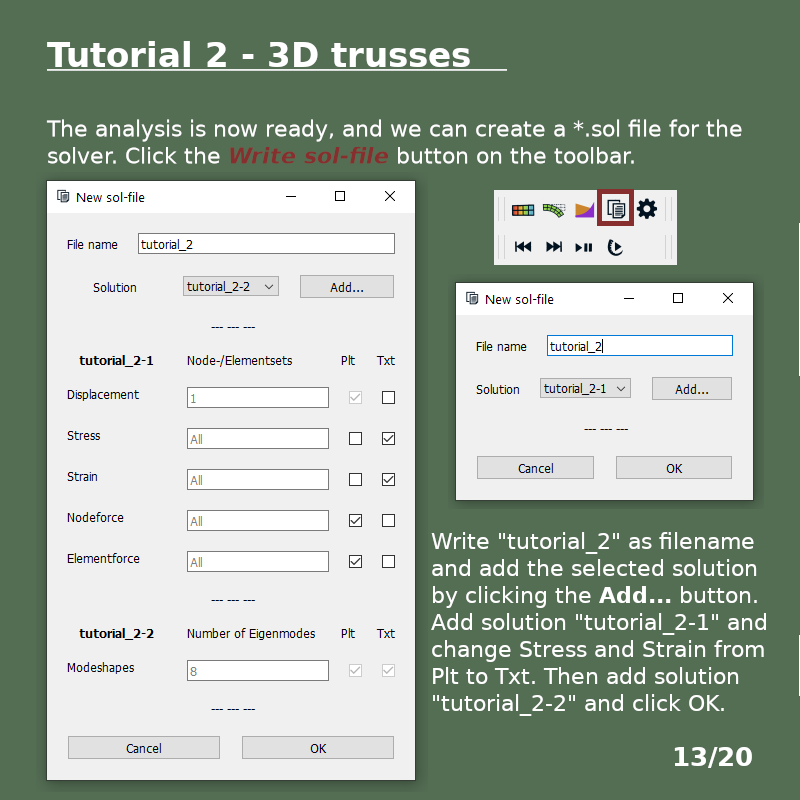 Tutorial 2 - 3D trusses
The analysis is now ready, and we can create a *.sol file for the
solver. Click the Write sol-file button on the toolbar.
New sol-file
File name tutorial_2
Solution tutorial_2-2 Add...
--- --- ---
tutorial_2-1 Node-/Elementsets Plt Txt
Displacement 1
Stress All
Strain All
Nodeforce All
Elementforce All
--- --- ---
tutorial_2-2 Number of Eigenmodes Plt Txt
Modeshapes 8
--- --- ---
Cancel OK
New sol-file
File name tutorial_2
Solution tutorial_2-1 Add...
--- --- ---
Cancel OK
Write "tutorial_2" as filename
and add the selected solution
by clicking the Add... button.
Add solution "tutorial_2-1" and
change Stress and Strain from
Plt to Txt. Then add solution
"tutorial_2-2" and click OK.
13/20